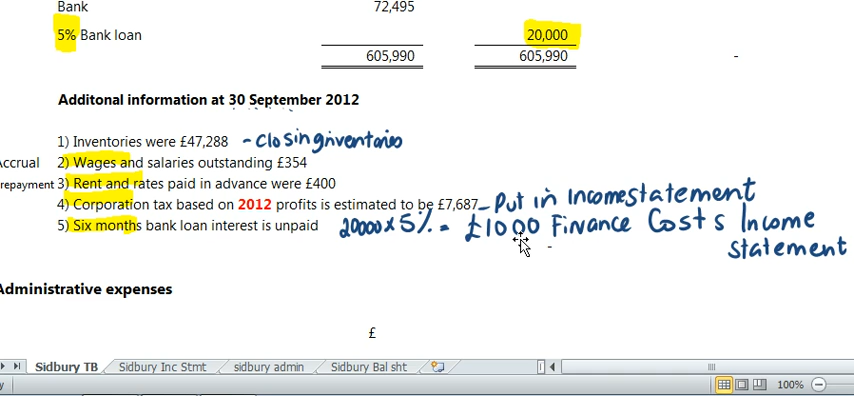 Bank 72,495
5% Bank loan 20,000
605,990 605,990 -
Additonal information at 30 September 2012
1) Inventories were £47,288 - closing inventories
Accrual 2) Wages and salaries outstanding £354
repayment 3) Rent and rates paid in advance were £400
4) Corporation tax based on 2012 profits is estimated to be £7,687 - Put in Income statement
5) Six months bank loan interest is unpaid 20000 x 5% = £1000 Finance Costs Income
statement
Administrative expenses
£
Sidbury TB Sidbury Inc Stmt sidbury admin Sidbury Bal sht
y 100%